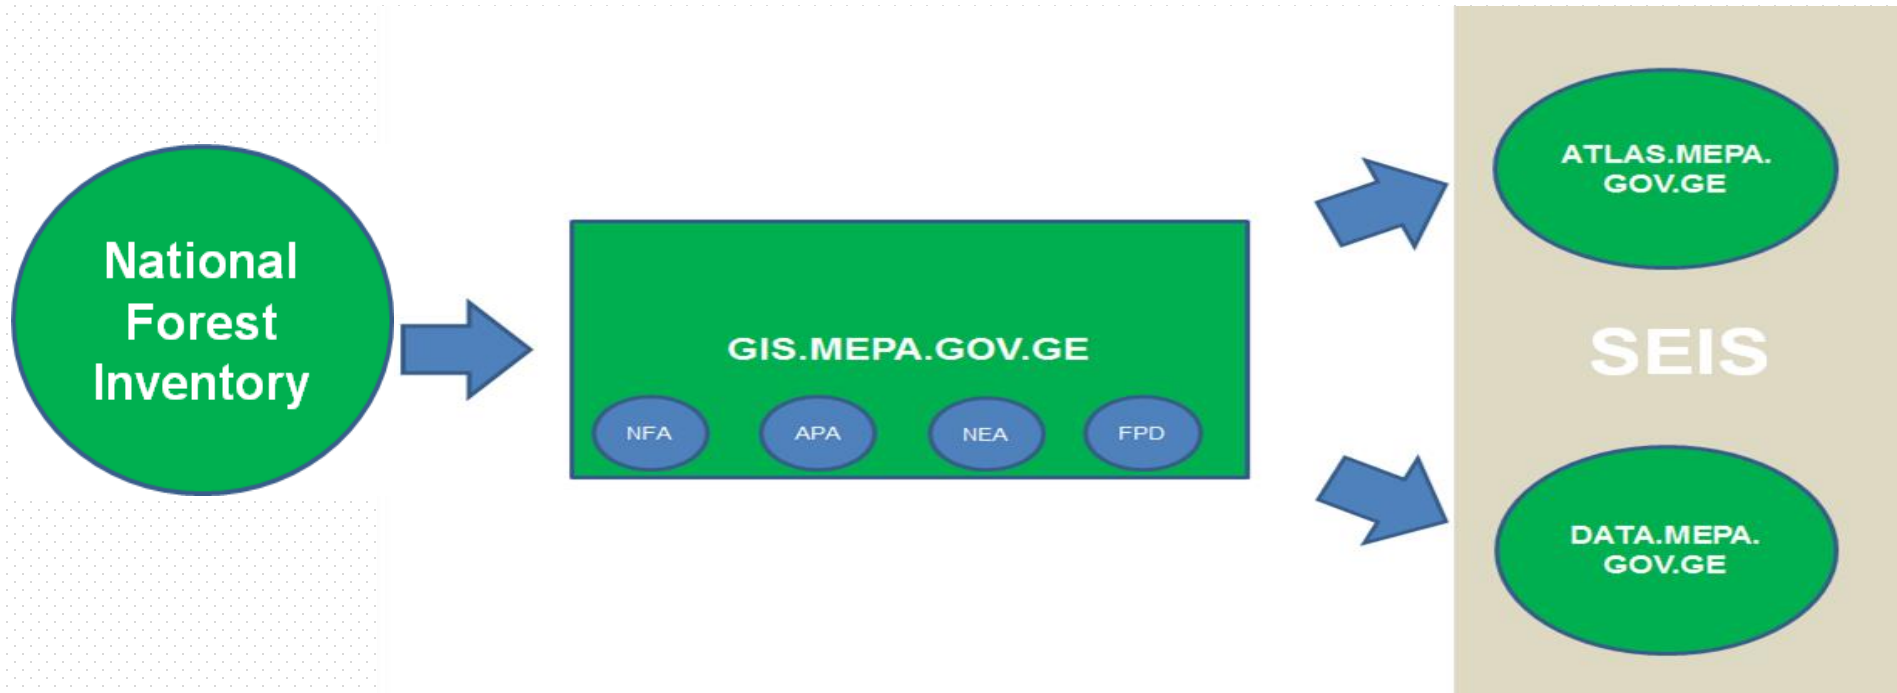 National
Forest
Inventory
GIS.MEPA.GOV.GE
NFA
APA
NEA
FPD
ATLAS.MEPA.
GOV.GE
SEIS
DATA.MEPA.
GOV.GE